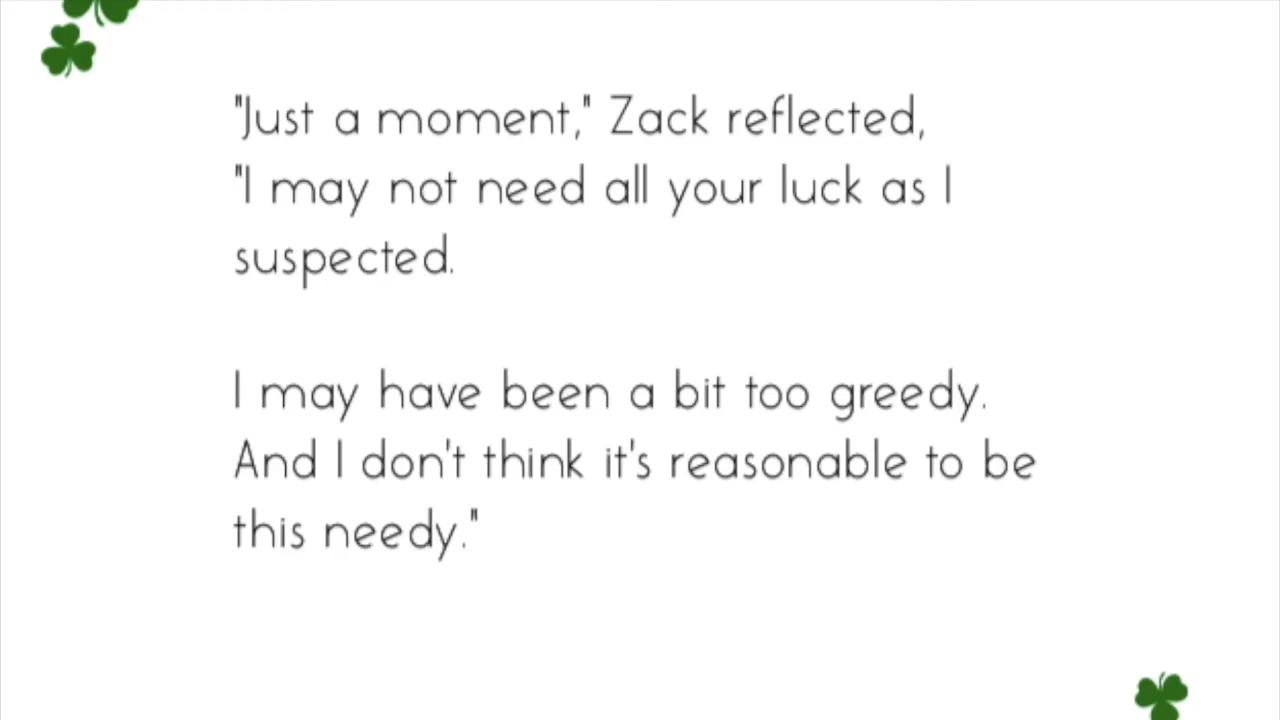 "Just a moment," Zack reflected,
"I may not need all your luck as I
suspected.
I may have been a bit too greedy.
And I don't think it's reasonable to be
this needy."